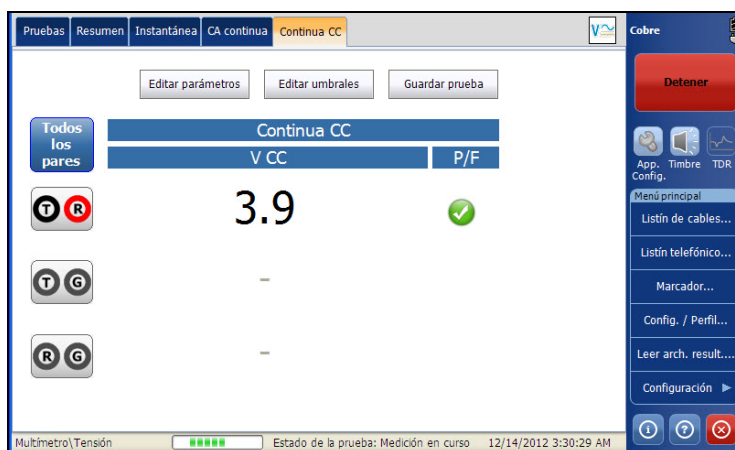 Pruebas Resumen Instantánea CA continua Continua CC V Cobre
Editar parámetros Editar umbrales Guardar prueba Detener
Todos los pares
Continua CC
V CC P/F
App. Config. Timbre TDR
Menú principal
T R 3.9
Listín de cables...
Listín telefónico...
T G -
Marcador...
Config. / Perfil...
R G -
Leer arch. result....
Configuración
Multímetro\Tensión Estado de la prueba: Medición en curso 12/14/2012 3:30:29 AM
i ?